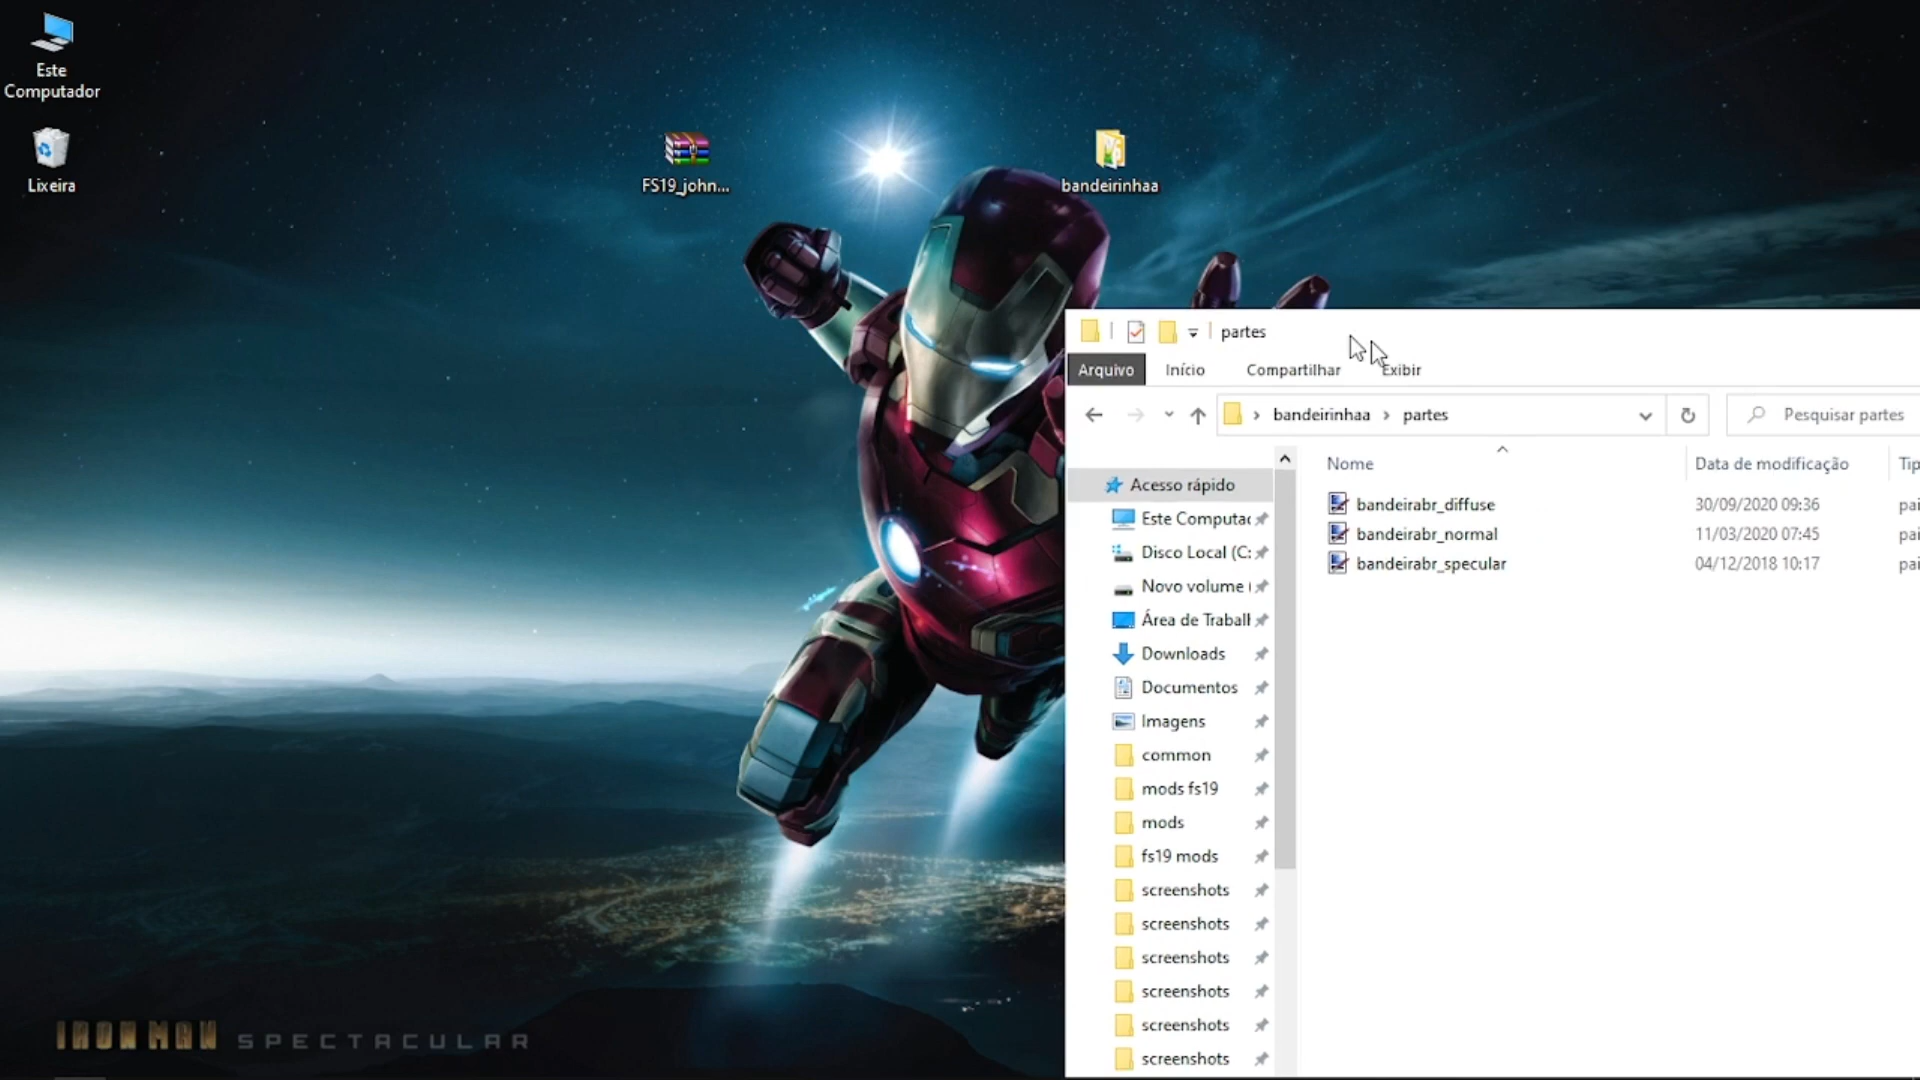 Este
Computador
Lixeira
FS19_john...
bandeirinhaa
partes
Arquivo
Início
Compartilhar
Exibir
bandeirinhaa
partes
Pesquisar partes
Nome
Data de modificação
Tip
Acesso rápido
bandeirabr_diffuse
30/09/2020 09:36
pai
Este Computac
bandeirabr_normal
11/03/2020 07:45
pai
Disco Local (C:
bandeirabr_specular
04/12/2018 10:17
pai
Novo volume (
Área de Traball
Downloads
Documentos
Imagens
common
mods fs19
mods
fs19 mods
screenshots
screenshots
screenshots
screenshots
screenshots
screenshots
IRON MAN SPECTACULAR